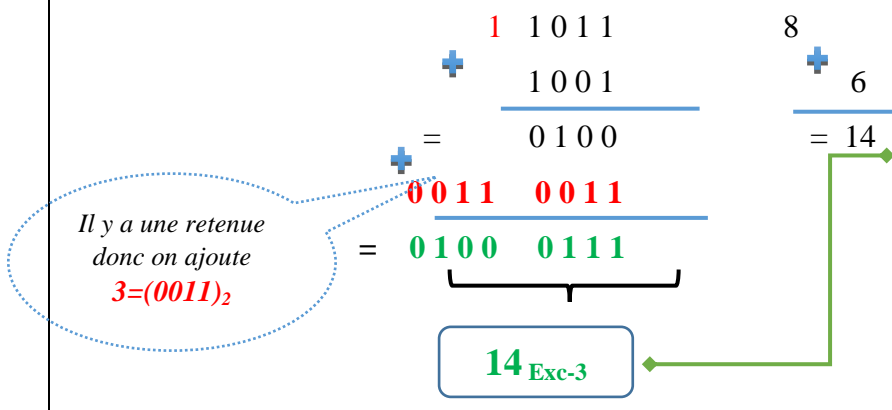 1 1 0 1 1 8
1 0 0 1 6
= 0 1 0 0 = 14
0 0 1 1 0 0 1 1
Il y a une retenue
donc on ajoute
3=(0011)2
= 0 1 0 0 0 1 1 1
14 Exc-3